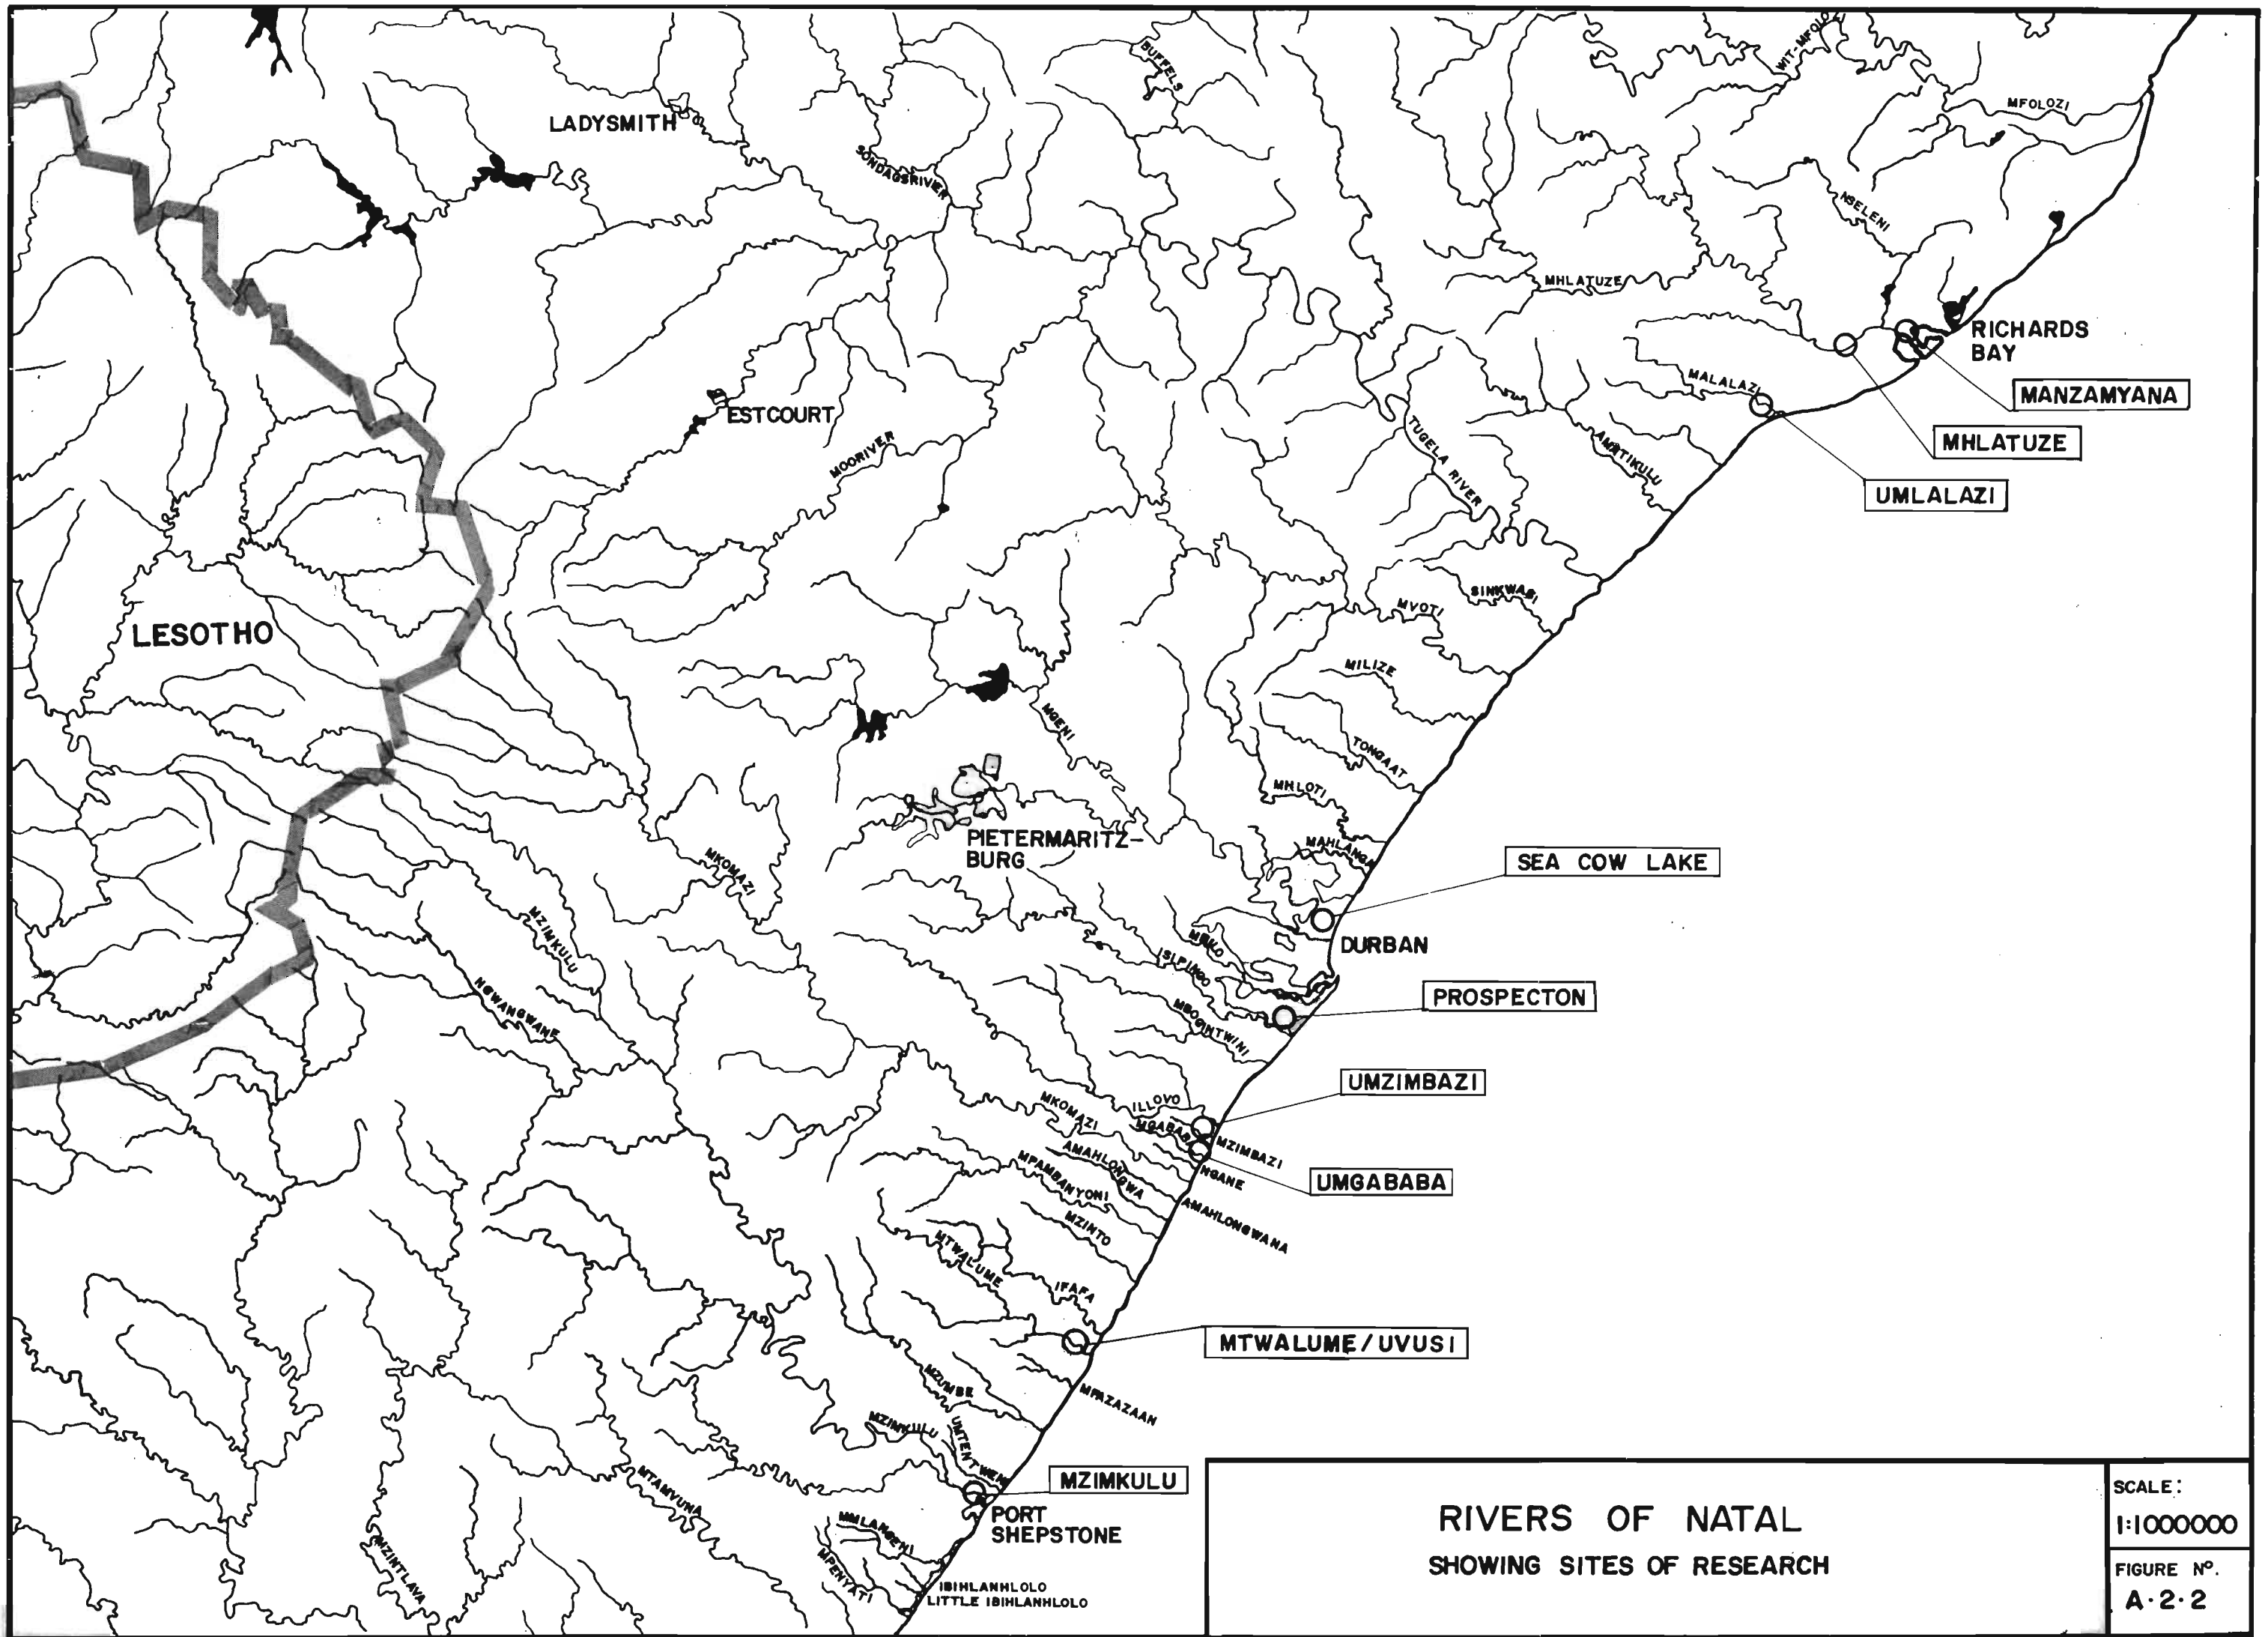 BUFFELS
WIT-MFOLOZI
MFOLOZI
LADYSMITH
SONDAGSRIVIER
NSELENI
MHLATUZE
RICHARDS
BAY
MANZAMYANA
MALALAZI
MHLATUZE
UMLALAZI
ESTCOURT
MOORIVER
TUGELA RIVER
AMATIKULU
LESOTHO
SINKWASI
MVOTI
MILIZE
MGENI
TONGAAT
MHLOTI
PIETERMARITZ-
BURG
MAHLANGA
SEA COW LAKE
MKOMAZI
MZIMKULU
DURBAN
ISIPINGO
PROSPECTON
NGWANGWANE
MBOGINTWINI
UMZIMBAZI
ILLOVO
MKOMAZI
MGABABA
MZIMBAZI
AMAHLONGWA
NGANE
UMGABABA
MPAMBANYONI
AMAHLONGWANA
MZINTO
MTWALUME
IFAFA
MTWALUME/UVUSI
MZUMBE
MPAZAZAAN
MZIMKULU
UMTENTWENI
MZIMKULU
MTAMVUNA
PORT
SHEPSTONE
MMLANGENI
MZINTLAVA
MPENYATI
IBIHLANHLOLO
LITTLE IBIHLANHLOLO
RIVERS OF NATAL
SHOWING SITES OF RESEARCH
SCALE:
1:1000000
FIGURE Nº.
A·2·2